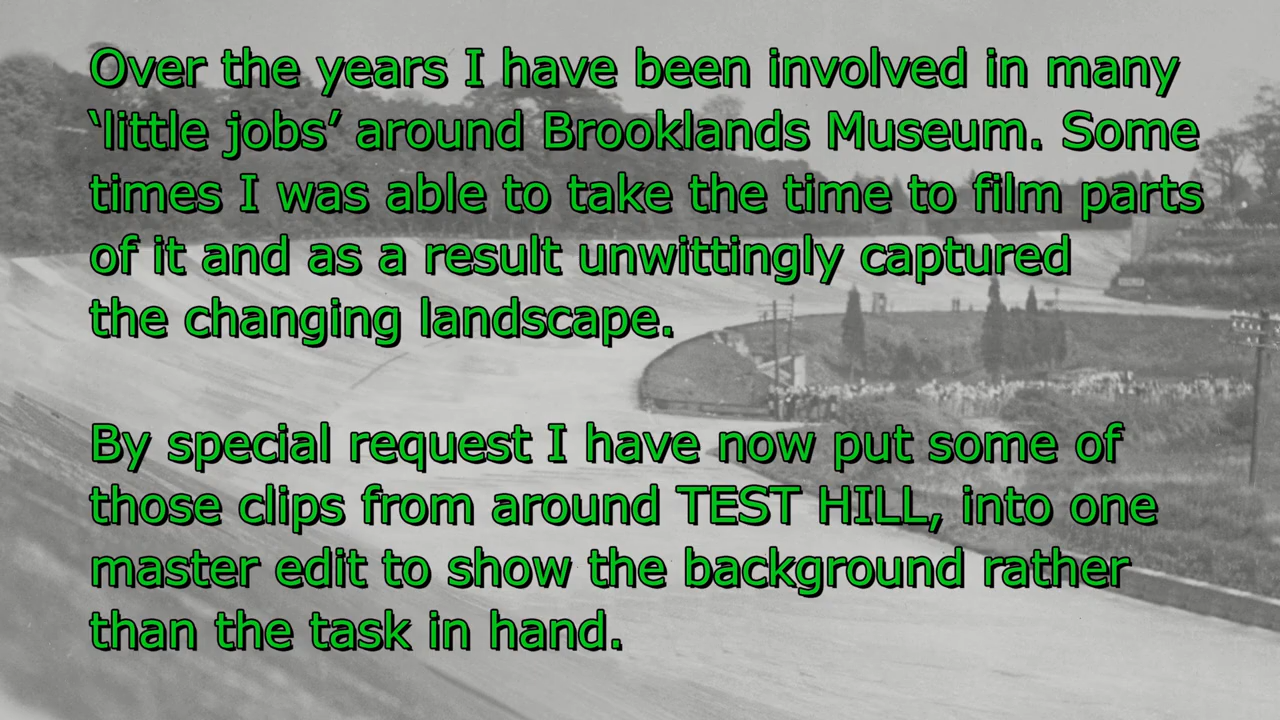 Over the years I have been involved in many
‘little jobs’ around Brooklands Museum. Some
times I was able to take the time to film parts
of it and as a result unwittingly captured
the changing landscape.
By special request I have now put some of
those clips from around TEST HILL, into one
master edit to show the background rather
than the task in hand.